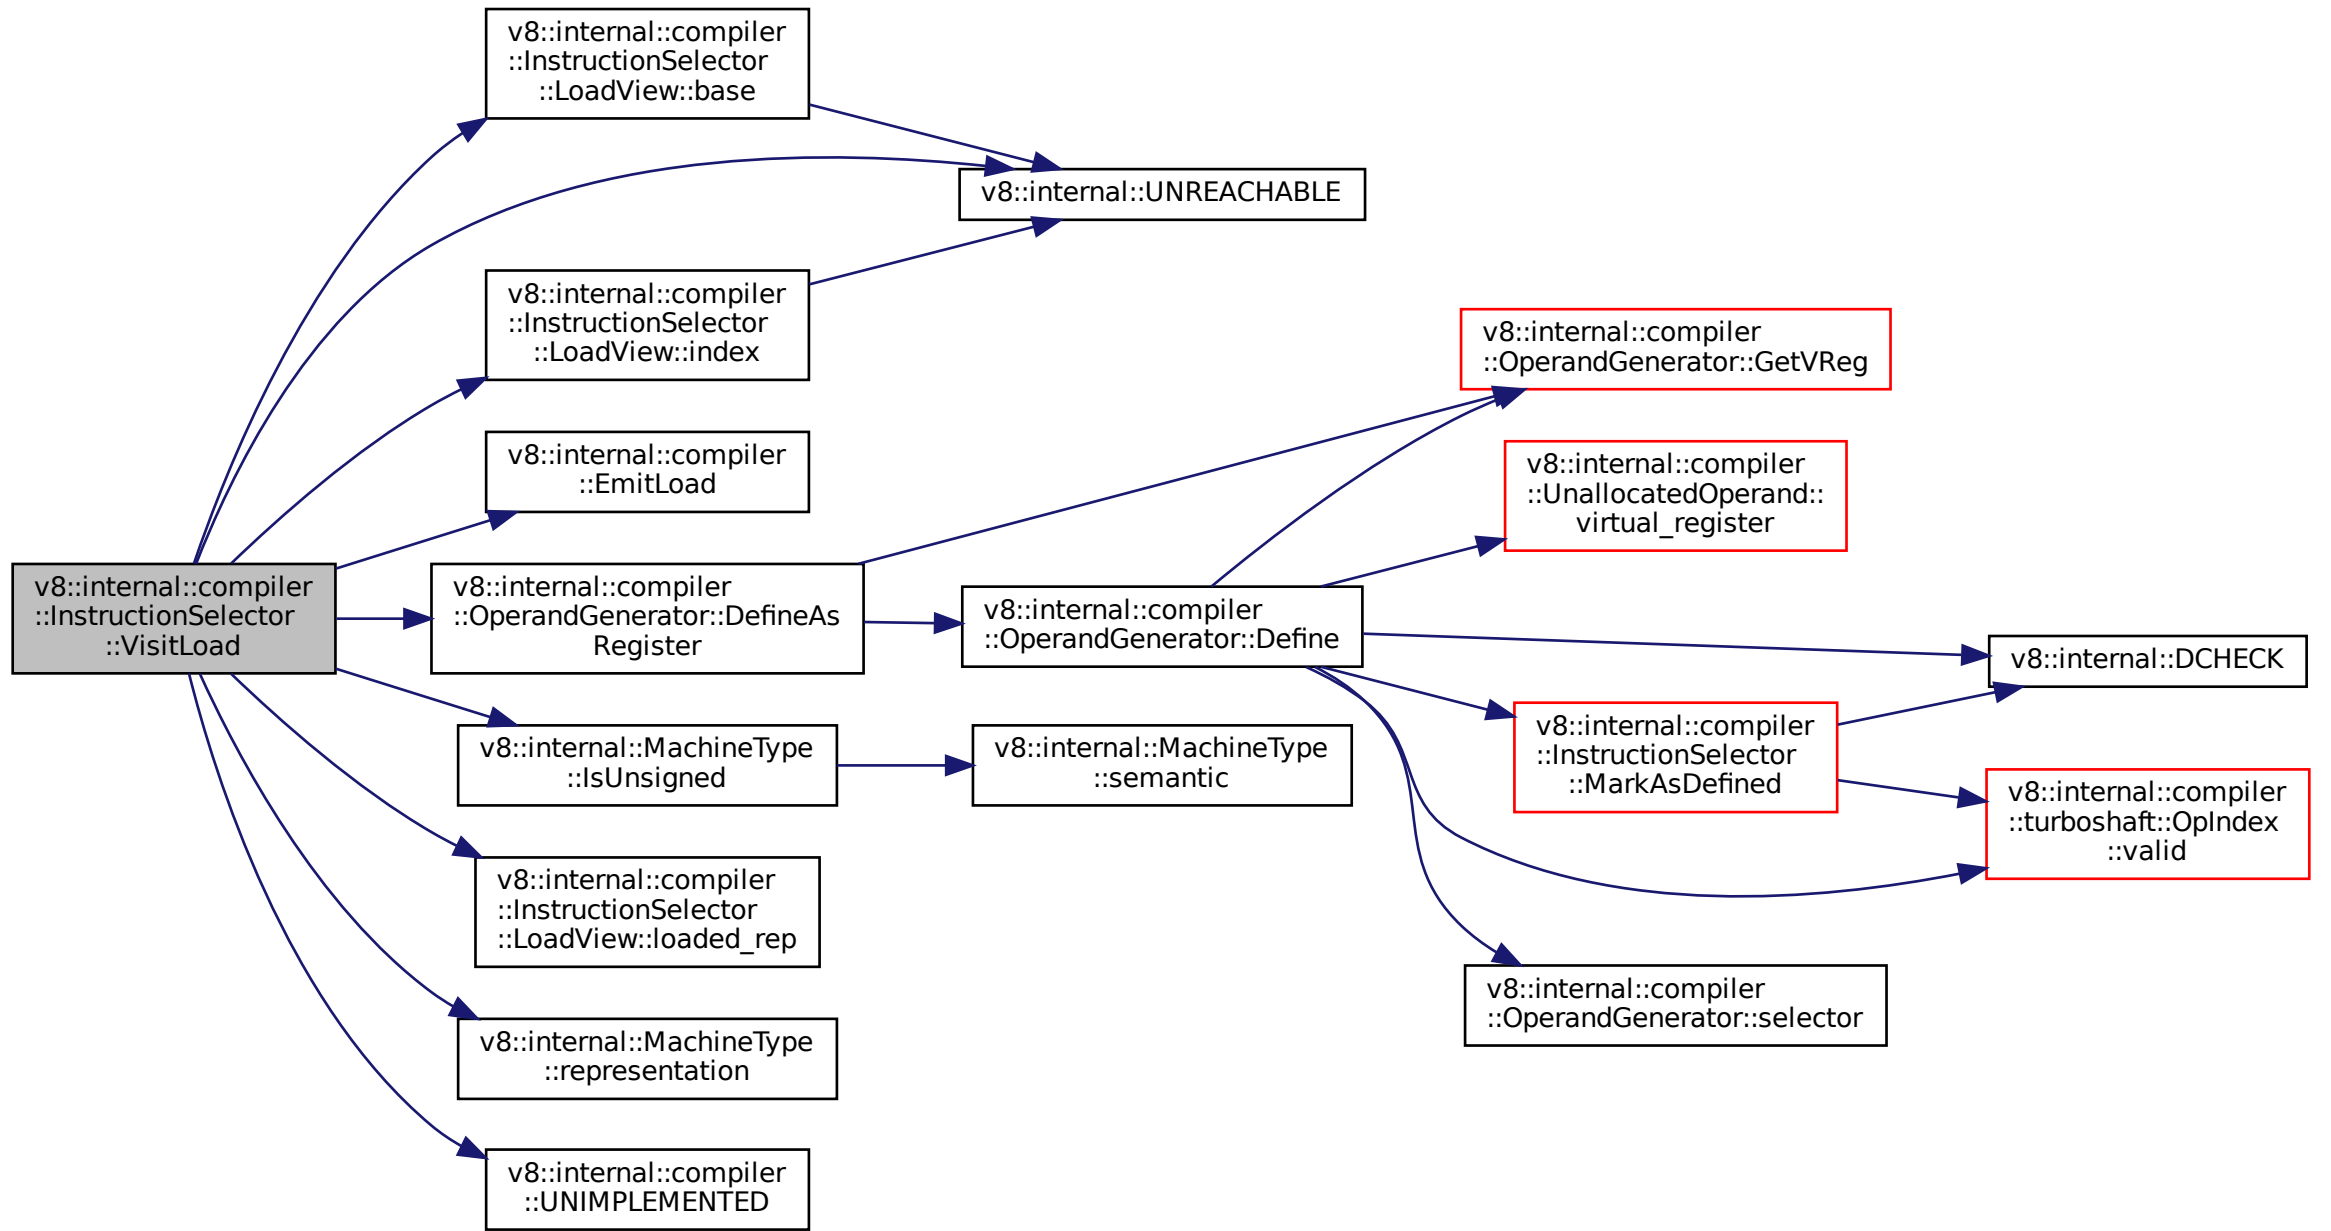 v8::internal::compiler
::InstructionSelector
::VisitLoad
v8::internal::compiler
::InstructionSelector
::LoadView::base
v8::internal::UNREACHABLE
v8::internal::compiler
::InstructionSelector
::LoadView::index
v8::internal::compiler
::EmitLoad
v8::internal::compiler
::OperandGenerator::DefineAs
Register
v8::internal::MachineType
::IsUnsigned
v8::internal::compiler
::InstructionSelector
::LoadView::loaded_rep
v8::internal::MachineType
::representation
v8::internal::compiler
::UNIMPLEMENTED
v8::internal::compiler
::OperandGenerator::Define
v8::internal::MachineType
::semantic
v8::internal::compiler
::OperandGenerator::GetVReg
v8::internal::compiler
::UnallocatedOperand::
virtual_register
v8::internal::compiler
::InstructionSelector
::MarkAsDefined
v8::internal::compiler
::OperandGenerator::selector
v8::internal::DCHECK
v8::internal::compiler
::turboshaft::OpIndex
::valid